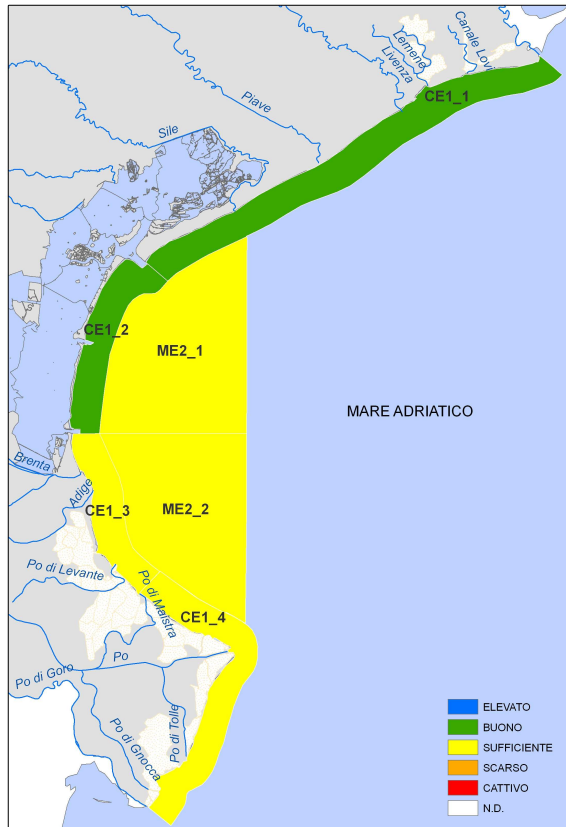 Canale Lovi
Lemene
Livenza
CE1_1
Piave
Sile
CE1_2
ME2_1
MARE ADRIATICO
Brenta
Adige
CE1_3
ME2_2
Po di Levante
Po di Maistra
CE1_4
Po
Po di Goro
Po di Tolle
Po di Gnocca
ELEVATO
BUONO
SUFFICIENTE
SCARSO
CATTIVO
N.D.